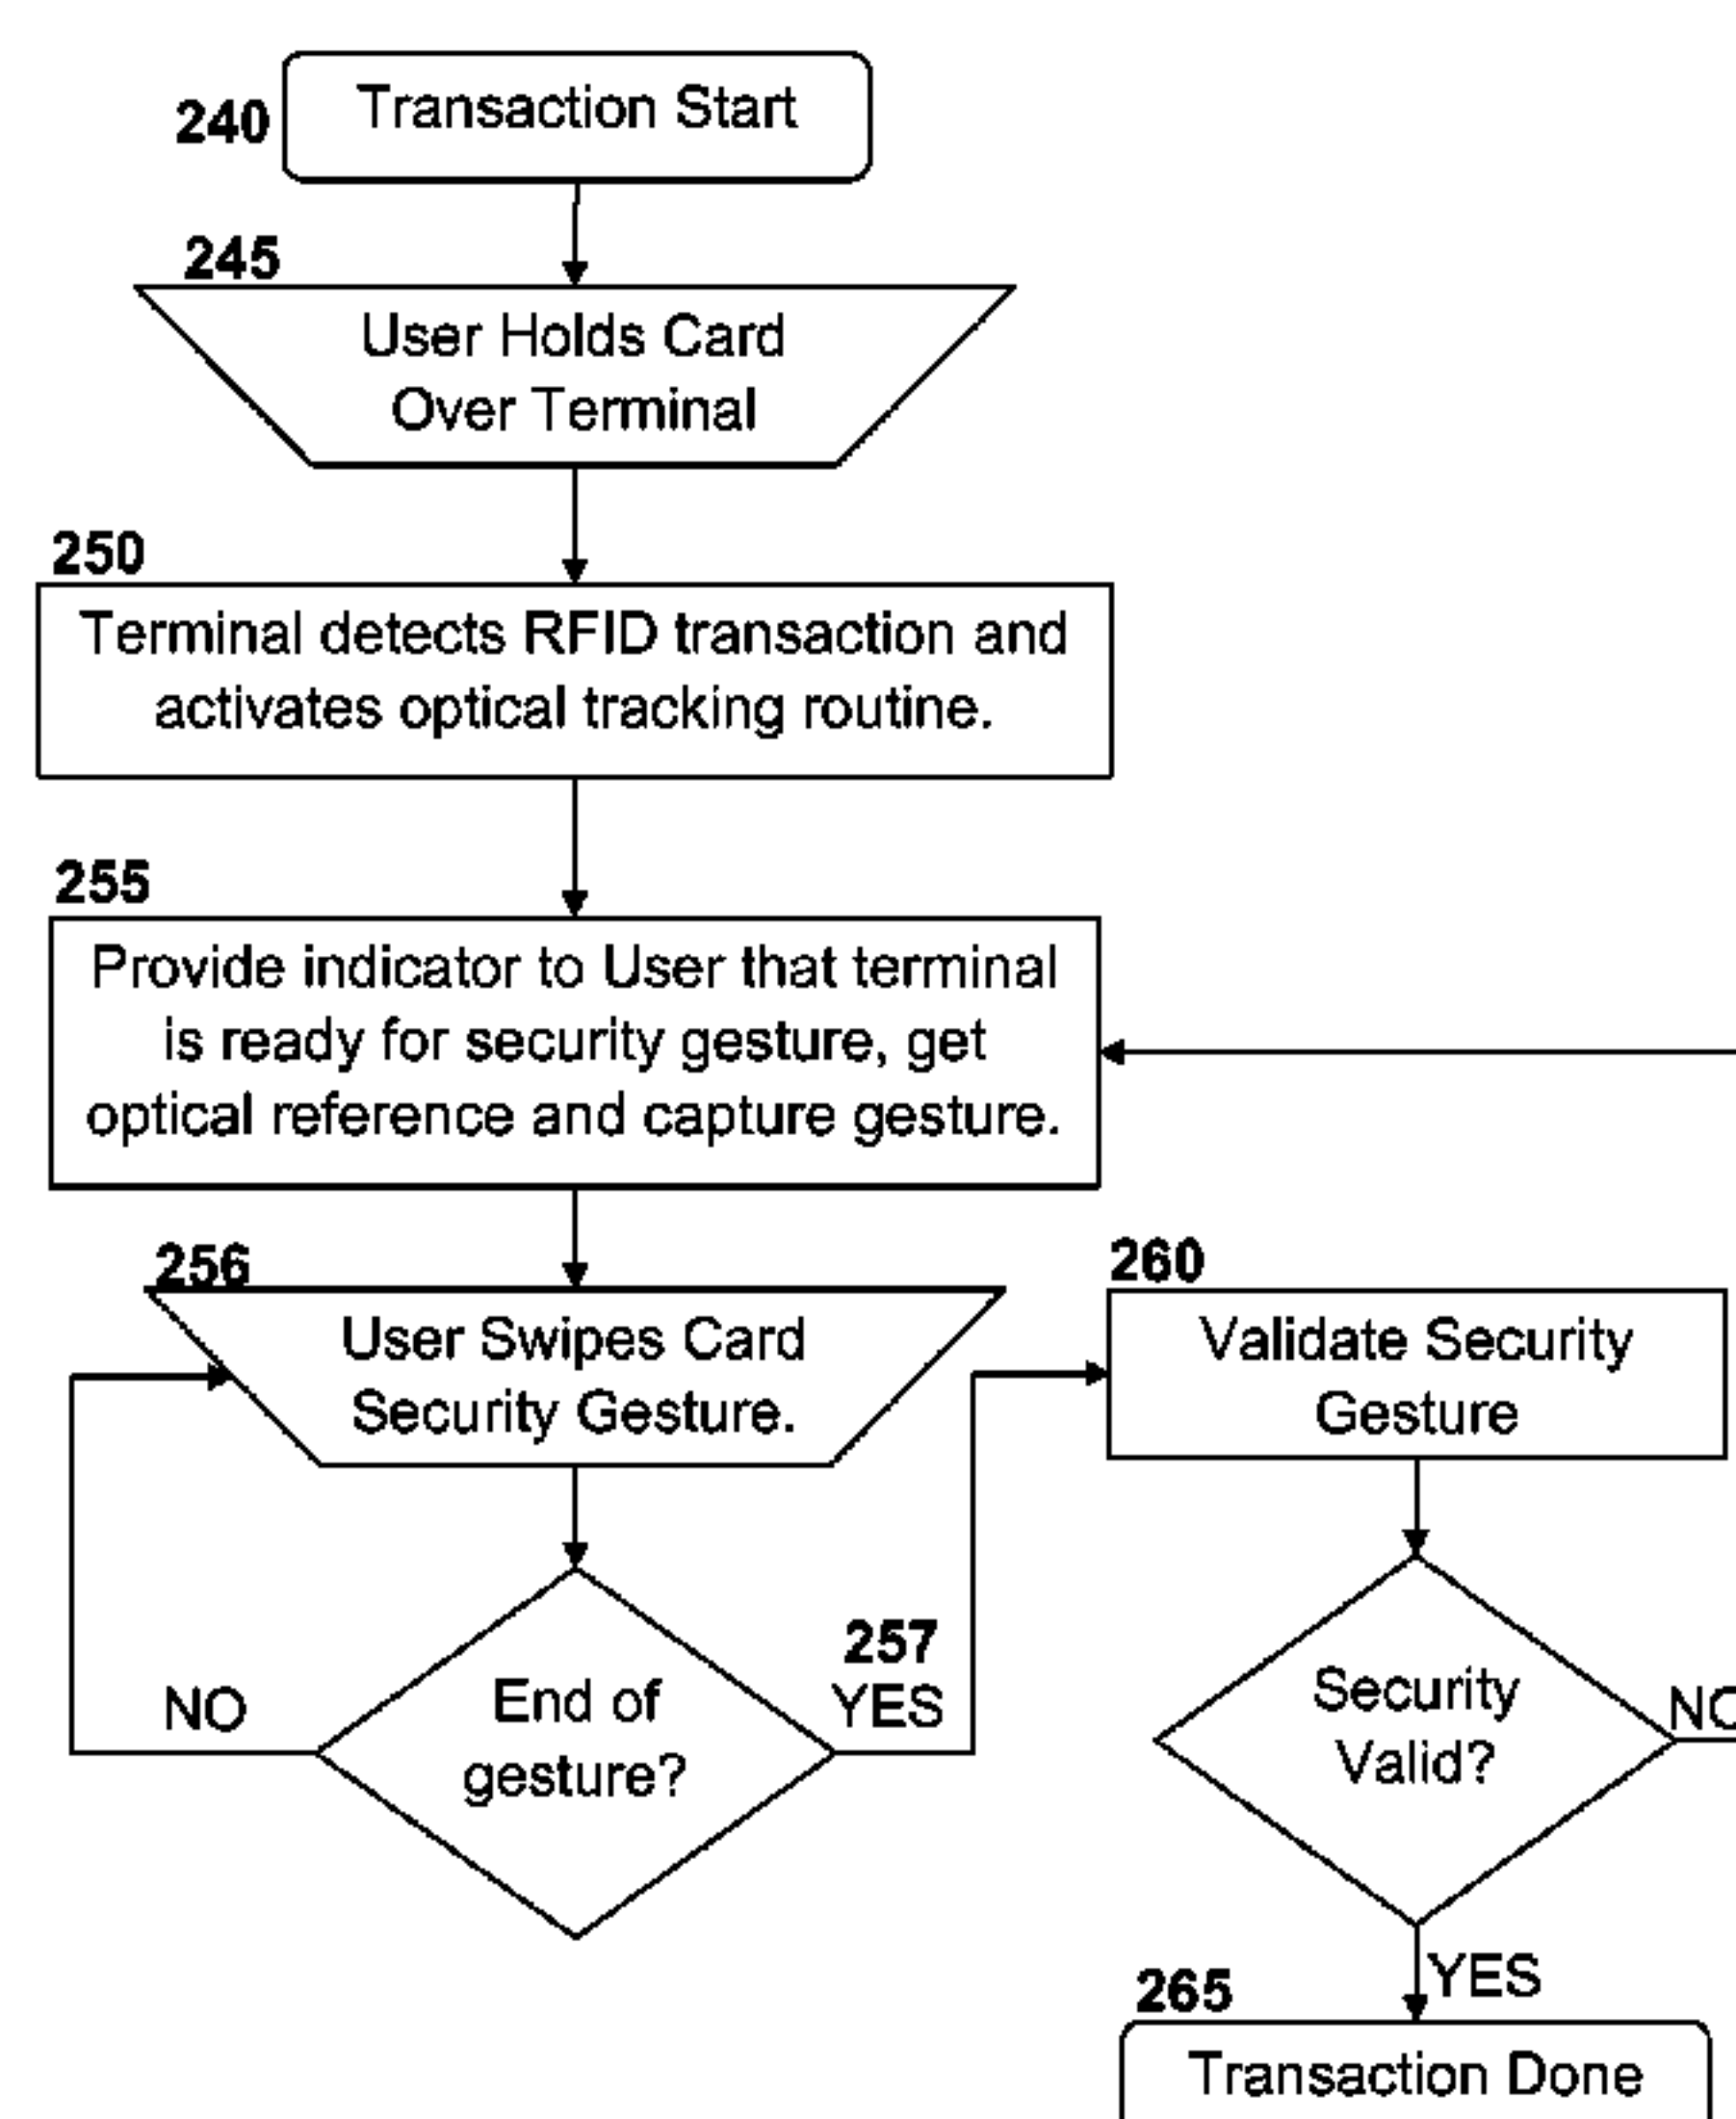 240
Transaction Start
245
User Holds Card
Over Terminal
250
Terminal detects RFID transaction and
activates optical tracking routine.
255
Provide indicator to User that terminal
is ready for security gesture, get
optical reference and capture gesture.
256
User Swipes Card
Security Gesture.
260
Validate Security
Gesture
257
NO
End of
gesture?
YES
Security
Valid?
NO
YES
265
Transaction Done